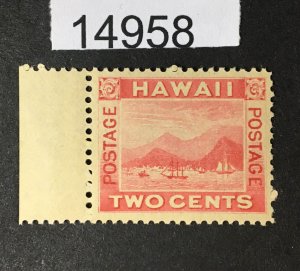 14958
HAWAII
POSTAGE
POSTAGE
TWO CENTS